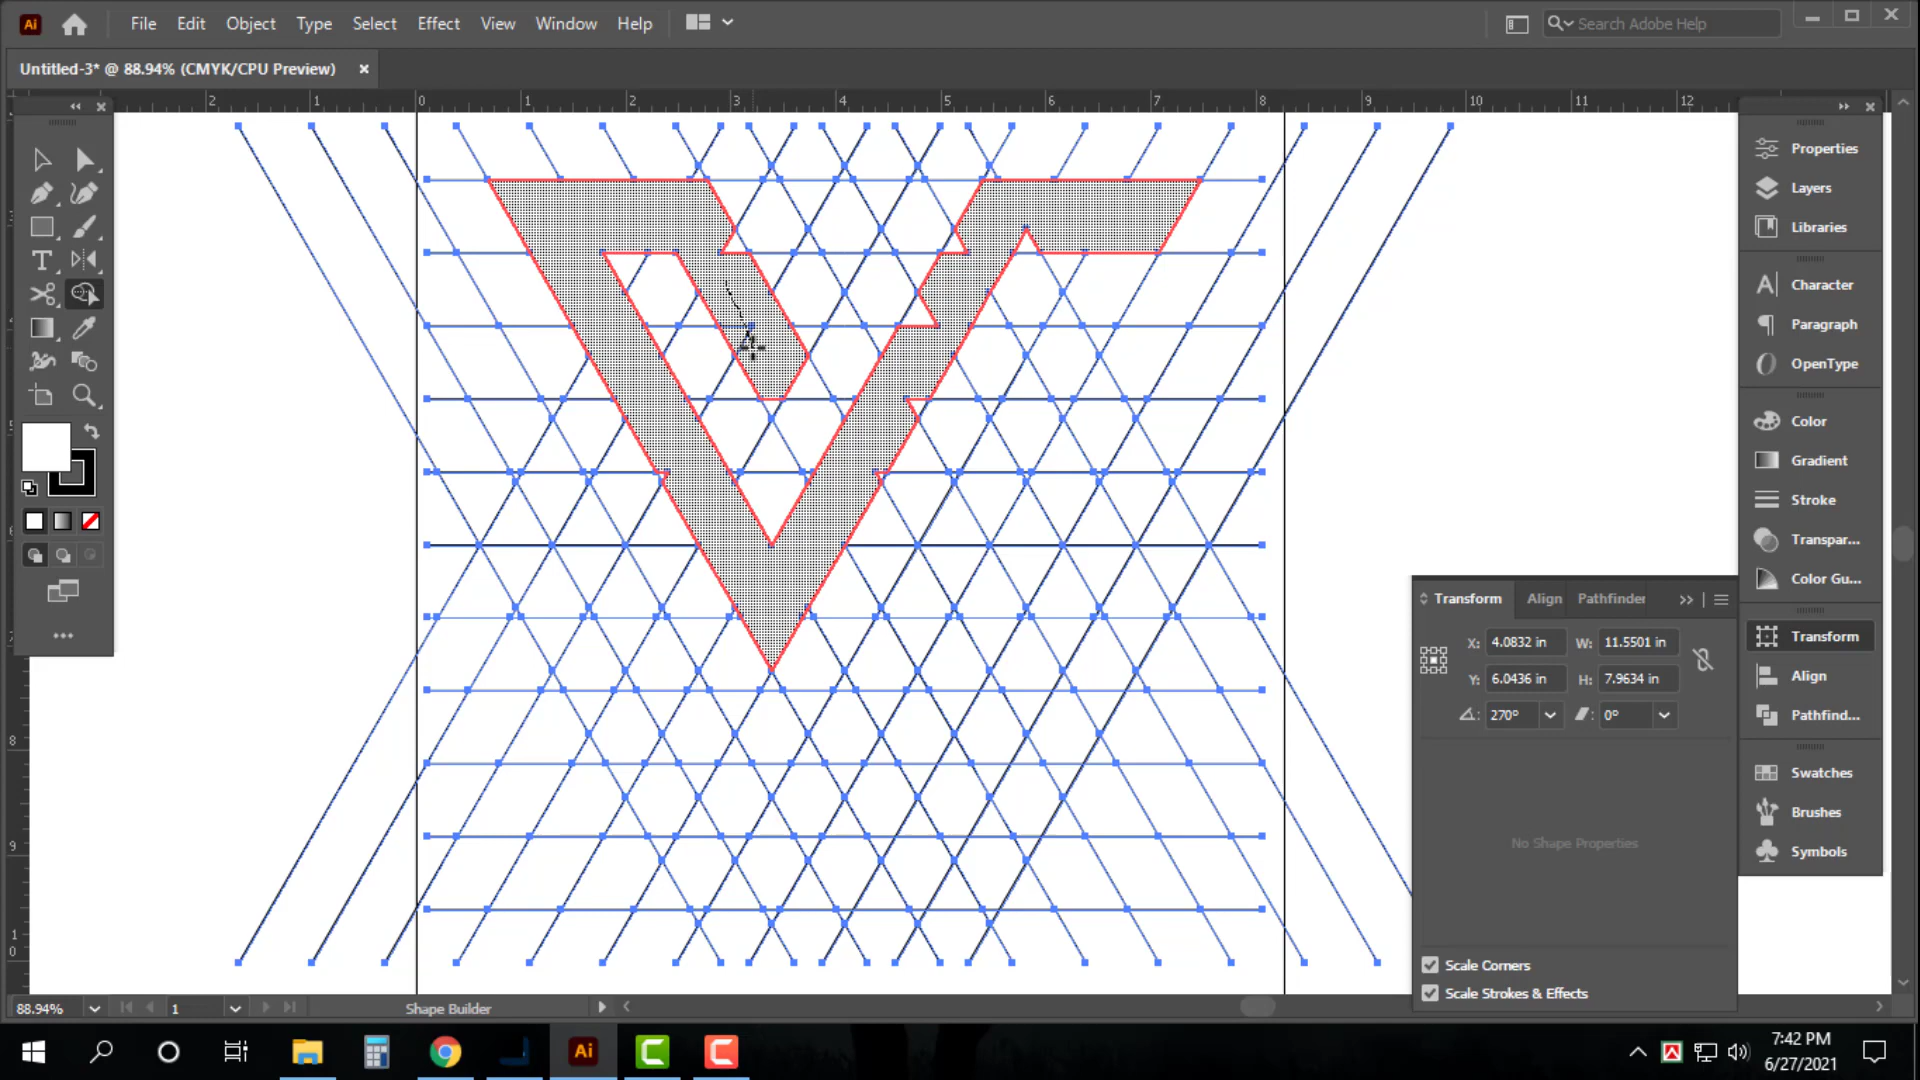 Ai
File Edit Object Type Select Effect View Window Help
Search Adobe Help
Untitled-3* @ 88.94% (CMYK/CPU Preview)
2 1 0 1 2 3 4 5 6 7 8 10 11 12
Properties
Layers
Libraries
Character
Paragraph
OpenType
Color
Gradient
Stroke
Transpar...
Color Gu...
Transform
Align
Pathfind...
Swatches
Brushes
Symbols
Transform Align Pathfinder
X: 4.0832 in W: 11.5501 in
Y: 6.0436 in H: 7.9634 in
270° 0°
No Shape Properties
Scale Corners
Scale Strokes & Effects
8
9
1
0
88.94% 1 Shape Builder
Ai
7:42 PM
6/27/2021